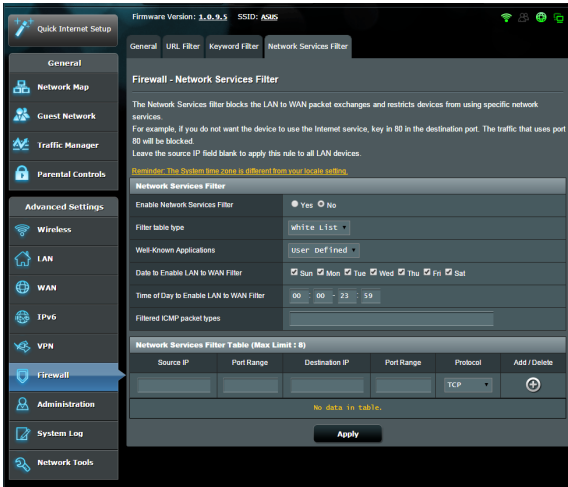 Firmware Version: 1.0.9.5 SSID: ASUS
Quick Internet Setup
General
Network Map
Guest Network
Traffic Manager
Parental Controls
Advanced Settings
Wireless
LAN
WAN
IPv6
VPN
Firewall
Administration
System Log
Network Tools
General URL Filter Keyword Filter Network Services Filter
Firewall - Network Services Filter
The Network Services filter blocks the LAN to WAN packet exchanges and restricts devices from using specific network
services.
For example, if you do not want the device to use the Internet service, key in 80 in the destination port. The traffic that uses port
80 will be blocked.
Leave the source IP field blank to apply this rule to all LAN devices.
Reminder: The System time zone is different from your locale setting.
Network Services Filter
Enable Network Services Filter Yes No
Filter table type White List
Well-Known Applications User Defined
Date to Enable LAN to WAN Filter Sun Mon Tue Wed Thu Fri Sat
Time of Day to Enable LAN to WAN Filter 00 : 00 - 23 : 59
Filtered ICMP packet types
Network Services Filter Table (Max Limit : 8)
Source IP Port Range Destination IP Port Range Protocol Add / Delete
TCP
No data in table.
Apply